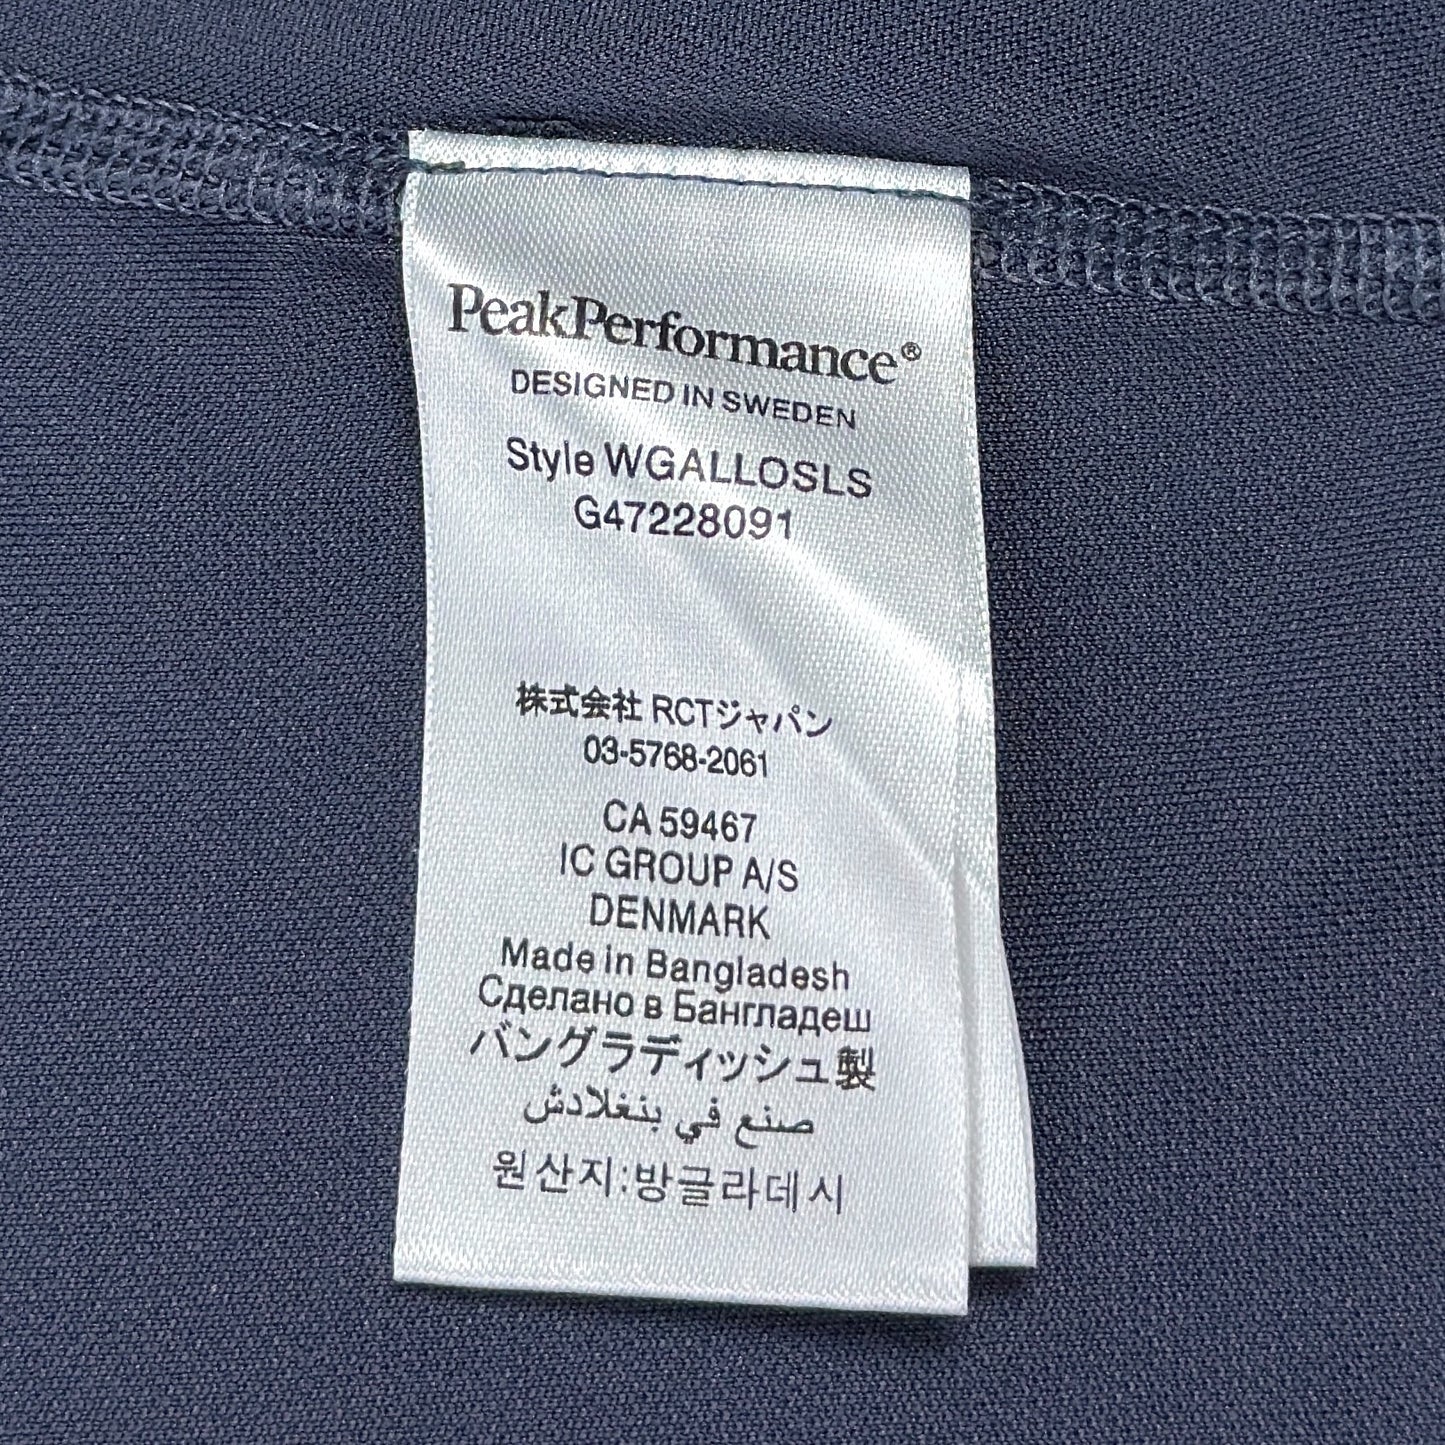 PeakPerformance®
DESIGNED IN SWEDEN
Style WGALLOSLS
G47228091
株式会社 RCTジャパン
03-5768-2061
CA 59467
IC GROUP A/S
DENMARK
Made in Bangladesh
Сделано в Бангладеш
バングラディッシュ製
صنع في بنغلادش
원산지:방글라데시